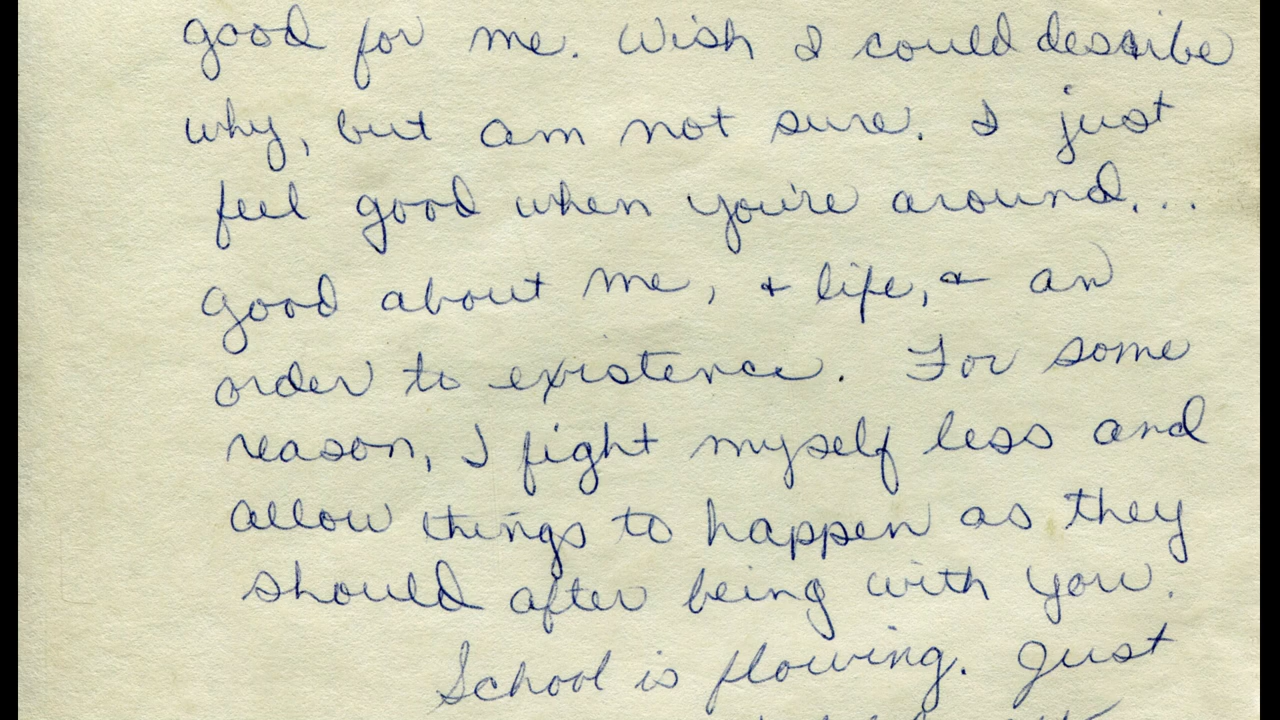 good for me. Wish I could describe
why, but am not sure. I just
feel good when you're around...
good about me, & life, & an
order to existence. For some
reason, I fight myself less and
allow things to happen as they
should after being with you.
School is flowing. Just